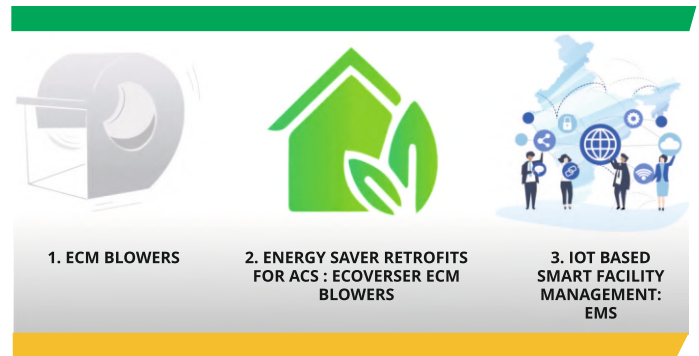 1. ECM BLOWERS
2. ENERGY SAVER RETROFITS
FOR ACS : ECOVERSER ECM
BLOWERS
3. IOT BASED
SMART FACILITY
MANAGEMENT:
EMS